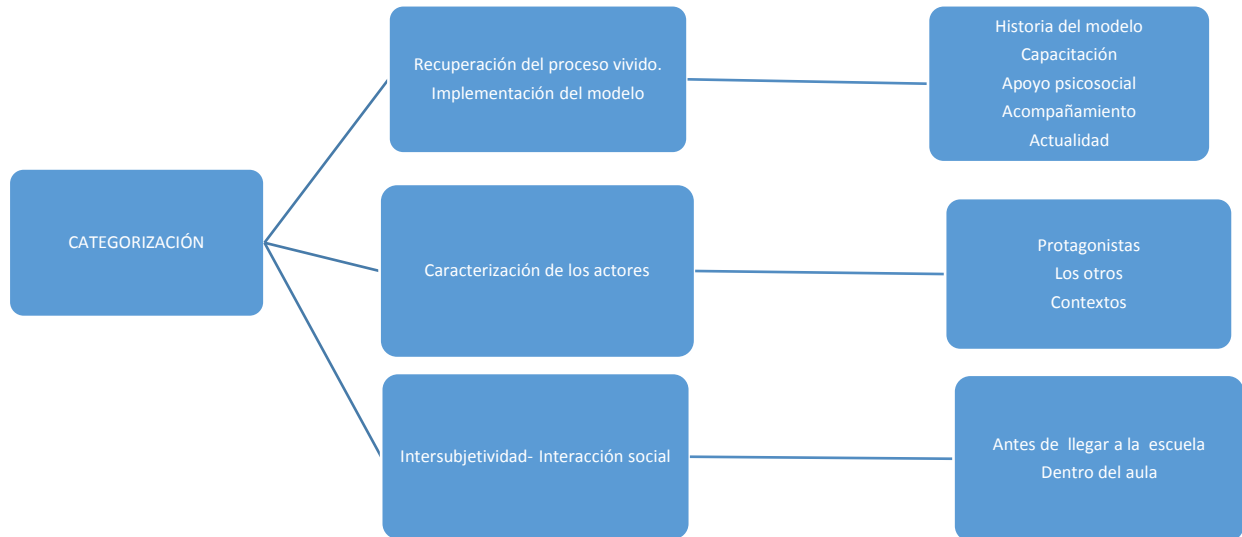 CATEGORIZACIÓN
Recuperación del proceso vivido.
Implementación del modelo
Historia del modelo
Capacitación
Apoyo psicosocial
Acompañamiento
Actualidad
Caracterización de los actores
Protagonistas
Los otros
Contextos
Intersubjetividad- Interacción social
Antes de  llegar a la  escuela
Dentro del aula